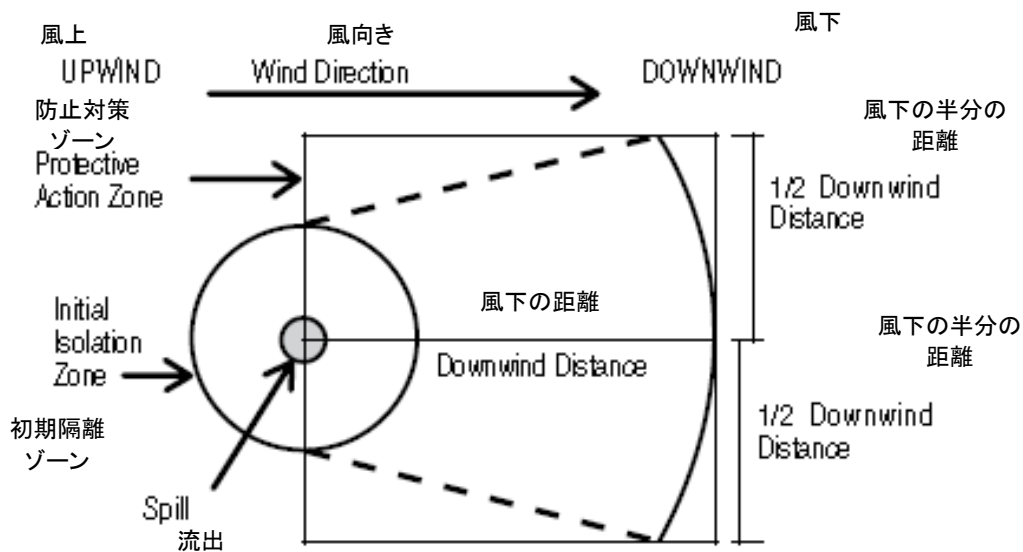 風上
風向き
風下
UPWIND
Wind Direction
DOWNWIND
防止対策
ゾーン
Protective
Action Zone
風下の半分の
距離
1/2 Downwind
Distance
Initial
Isolation
Zone
風下の距離
Downwind Distance
風下の半分の
距離
1/2 Downwind
Distance
初期隔離
ゾーン
Spill
流出